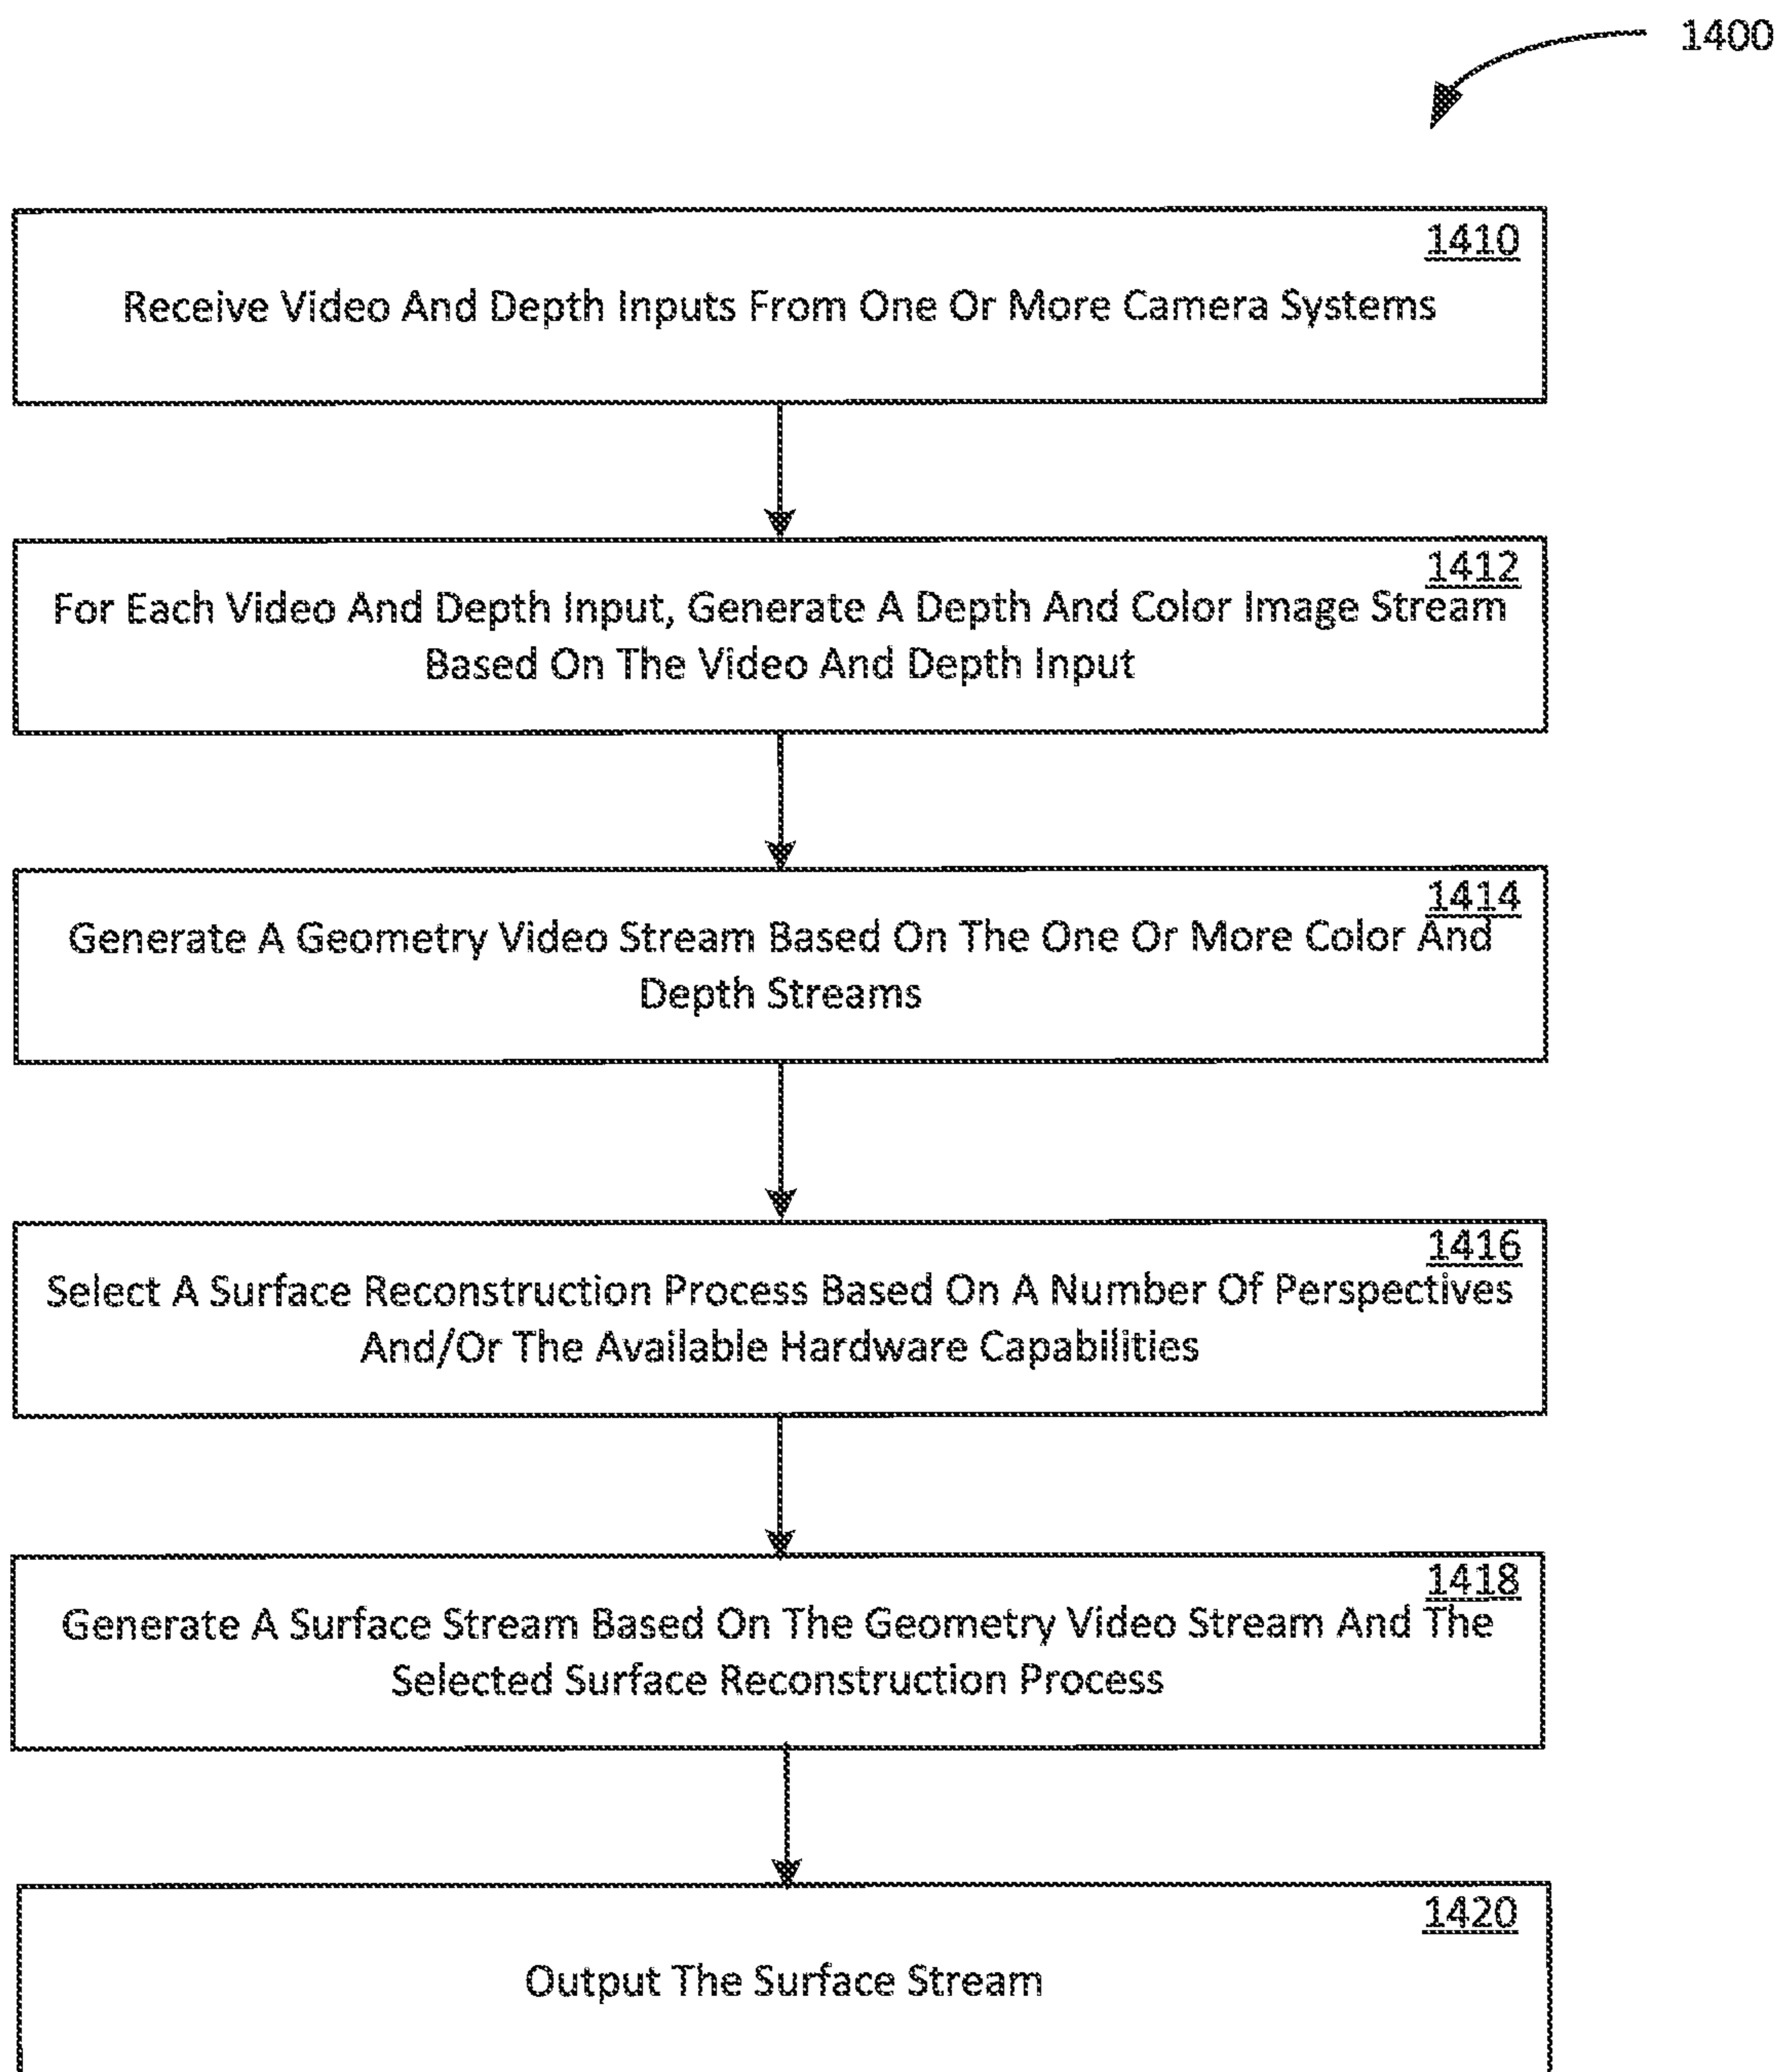 1400
1410
Receive Video And Depth Inputs From One Or More Camera Systems
1412
For Each Video And Depth Input, Generate A Depth And Color Image Stream
Based On The Video And Depth Input
1414
Generate A Geometry Video Stream Based On The One Or More Color And
Depth Streams
1416
Select A Surface Reconstruction Process Based On A Number Of Perspectives
And/Or The Available Hardware Capabilities
1418
Generate A Surface Stream Based On The Geometry Video Stream And The
Selected Surface Reconstruction Process
1420
Output The Surface Stream